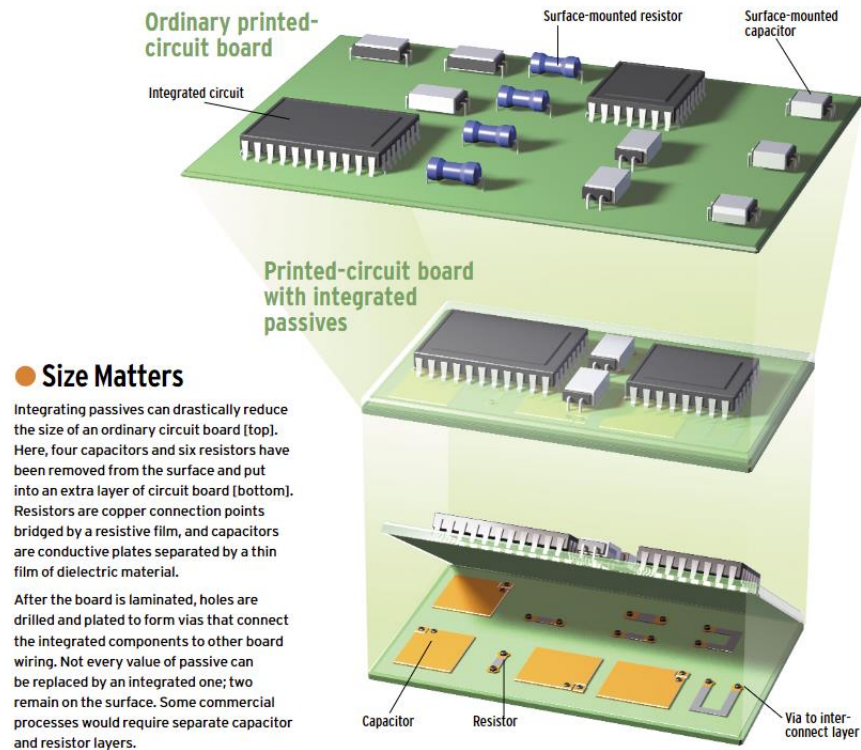 Ordinary printed-
circuit board
Surface-mounted resistor
Surface-mounted
capacitor
Integrated circuit
Printed-circuit board
with integrated
passives
Size Matters
Integrating passives can drastically reduce
the size of an ordinary circuit board [top].
Here, four capacitors and six resistors have
been removed from the surface and put
into an extra layer of circuit board [bottom].
Resistors are copper connection points
bridged by a resistive film, and capacitors
are conductive plates separated by a thin
film of dielectric material.
After the board is laminated, holes are
drilled and plated to form vias that connect
the integrated components to other board
wiring. Not every value of passive can
be replaced by an integrated one; two
remain on the surface. Some commercial
processes would require separate capacitor
and resistor layers.
Capacitor
Resistor
Via to inter-
connect layer